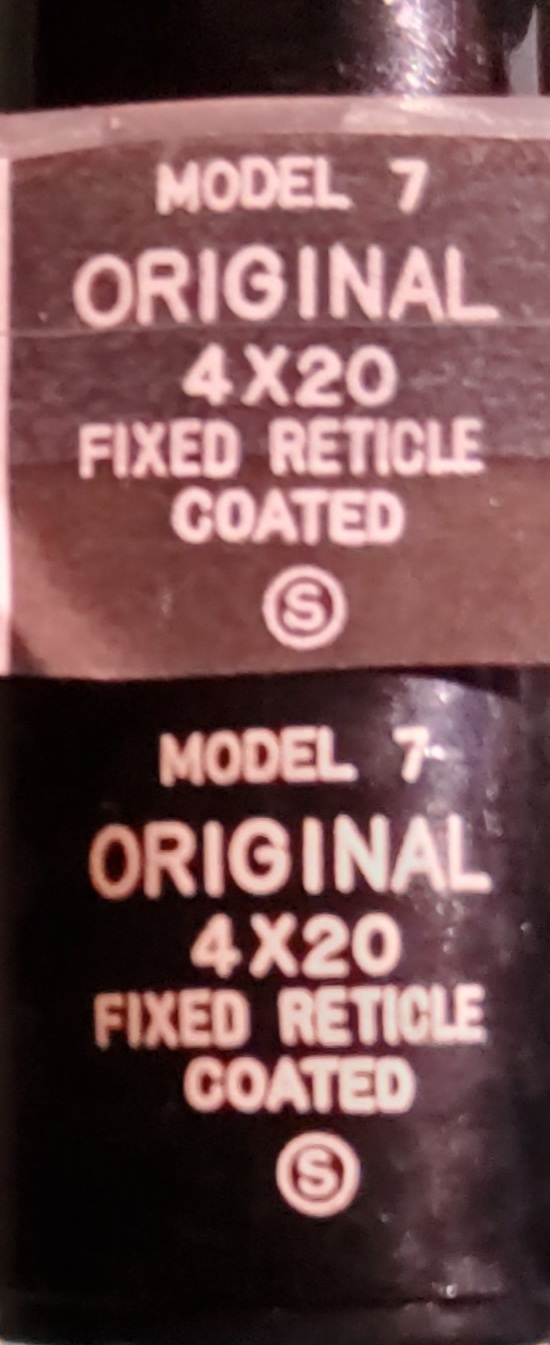 MODEL 7
ORIGINAL
4X20
FIXED RETICLE
COATED
Ⓢ
MODEL 7
ORIGINAL
4X20
FIXED RETICLE
COATED
Ⓢ